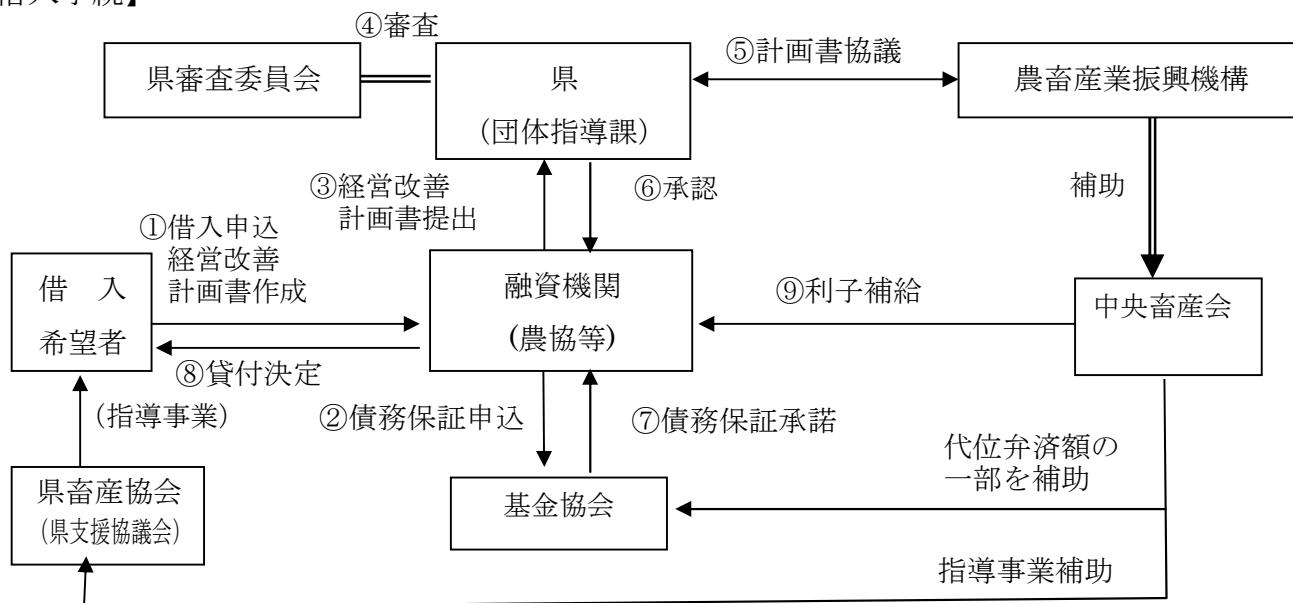 借入手続】
④審査
⑤計画書協議
県審査委員会
県
(団体指導課)
農畜産業振興機構
③経営改善
計画書提出
⑥承認
補助
①借入申込
経営改善
計画書作成
借　入
希望者
融資機関
(農協等)
⑨利子補給
中央畜産会
⑧貸付決定
(指導事業)
②債務保証申込
⑦債務保証承諾
代位弁済額の
一部を補助
県畜産協会
(県支援協議会)
基金協会
指導事業補助